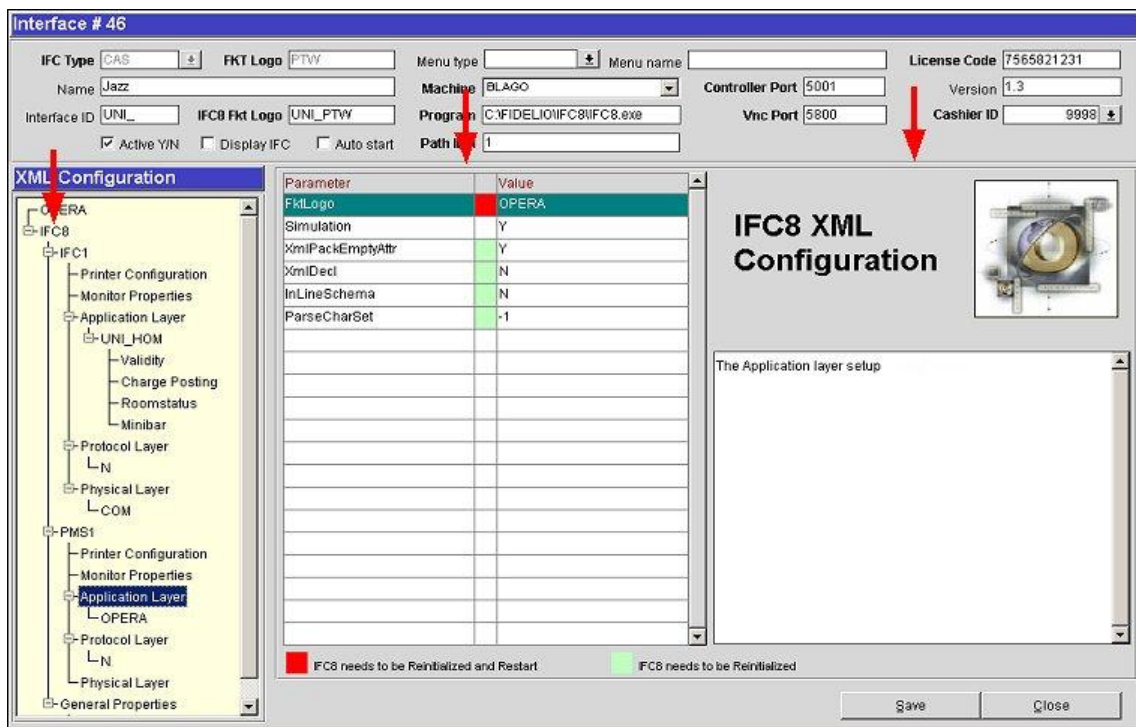 Interface # 46
IFC Type CAS FKT Logo PTW Menu type Menu name License Code 7565821231
Name Jazz Machine BLAGO Controller Port 5001 Version 1.3
Interface ID UNI_ IFC8 Fkt Logo UNI_PTW Program C:\FIDELIO\IFC8\IFC8.exe Vnc Port 5800 Cashier ID 9998
Active Y/N Display IFC Auto start Path 1
XML Configuration
OPERA
IFC8
IFC1
Printer Configuration
Monitor Properties
Application Layer
UNI_HOM
Validity
Charge Posting
Roomstatus
Minibar
Protocol Layer
N
Physical Layer
COM
PMS1
Printer Configuration
Monitor Properties
Application Layer
OPERA
Protocol Layer
N
Physical Layer
General Properties
Parameter Value
FktLogo OPERA
Simulation Y
XmlPackEmptyAttr Y
XmlDecl N
InLineSchema N
ParseCharSet -1
IFC8 needs to be Reinitialized and Restart IFC8 needs to be Reinitialized
IFC8 XML
Configuration
The Application layer setup
Save Close